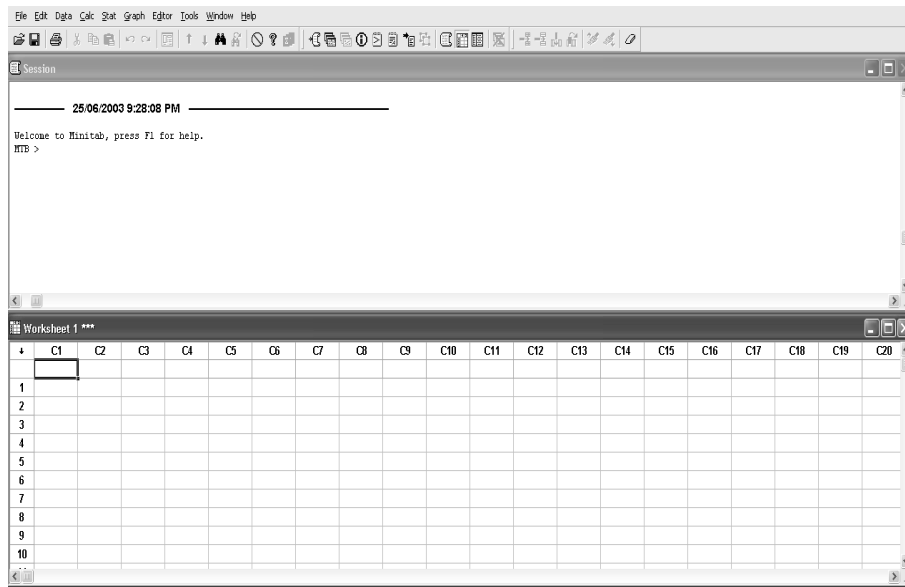 File Edit Data Calc Stat Graph Editor Tools Window Help
Session
25/06/2003 9:28:08 PM
Welcome to Minitab, press F1 for help.
MTB >
Worksheet 1 ***
C1 C2 C3 C4 C5 C6 C7 C8 C9 C10 C11 C12 C13 C14 C15 C16 C17 C18 C19 C20
1
2
3
4
5
6
7
8
9
10